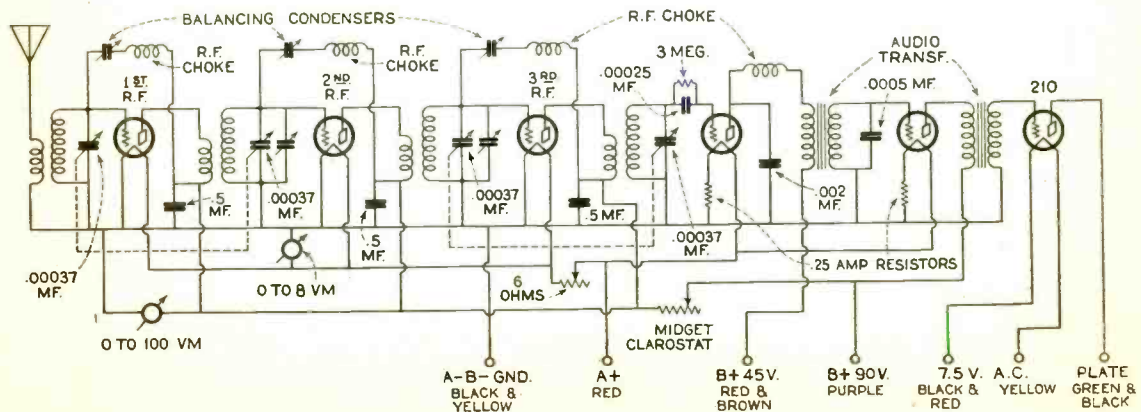 BALANCING CONDENSERS
R.F. CHOKE
3 MEG.
AUDIO
TRANSF.
R.F.
CHOKE
R.F.
CHOKE
.00025
MF.
.0005 MF.
210
1ST
R.F.
2ND
R.F.
3RD
R.F.
.5
MF.
.00037
MF.
.5
MF.
.00037
MF.
.5 MF.
.00037
MF.
.002
MF.
.00037
MF.
0 TO 8 VM
6
OHMS
.25 AMP RESISTORS
0 TO 100 VM
MIDGET
CLAROSTAT
A-B-GND.
BLACK &
YELLOW
A+
RED
B+45V.
RED &
BROWN
B+90V.
PURPLE
7.5 V.
BLACK &
RED
A.C.
YELLOW
PLATE
GREEN &
BLACK